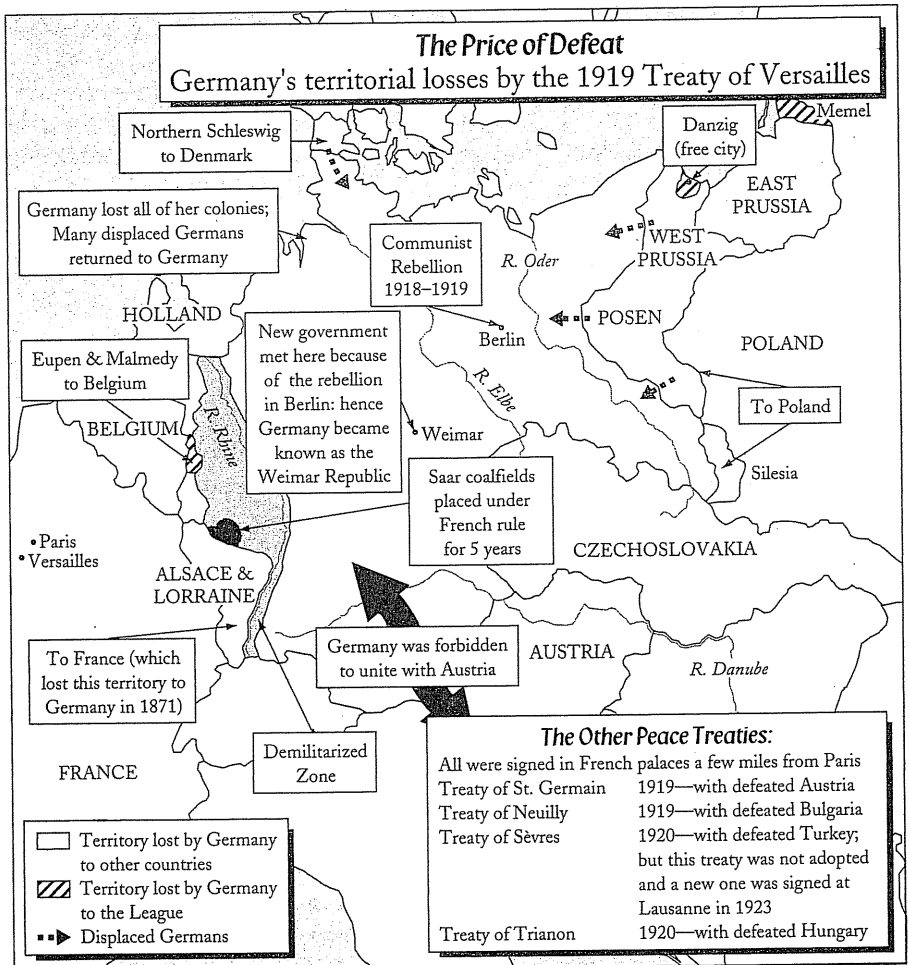 The Price of Defeat
Germany's territorial losses by the 1919 Treaty of Versailles
Memel
Northern Schleswig
to Denmark
Danzig
(free city)
EAST
PRUSSIA
Germany lost all of her colonies;
Many displaced Germans
returned to Germany
Communist
Rebellion
1918–1919
R. Oder
WEST
PRUSSIA
HOLLAND
New government
met here because
of the rebellion
in Berlin: hence
Germany became
known as the
Weimar Republic
Berlin
POSEN
POLAND
Eupen & Malmedy
to Belgium
R. Elbe
To Poland
BELGIUM
R. Rhine
Weimar
Silesia
Saar coalfields
placed under
French rule
for 5 years
Paris
Versailles
CZECHOSLOVAKIA
ALSACE &
LORRAINE
Germany was forbidden
to unite with Austria
AUSTRIA
R. Danube
To France (which
lost this territory to
Germany in 1871)
Demilitarized
Zone
FRANCE
The Other Peace Treaties:
All were signed in French palaces a few miles from Paris
Treaty of St. Germain 1919—with defeated Austria
Treaty of Neuilly 1919—with defeated Bulgaria
Treaty of Sèvres 1920—with defeated Turkey;
but this treaty was not adopted
and a new one was signed at
Lausanne in 1923
Treaty of Trianon 1920—with defeated Hungary
Territory lost by Germany
to other countries
Territory lost by Germany
to the League
Displaced Germans